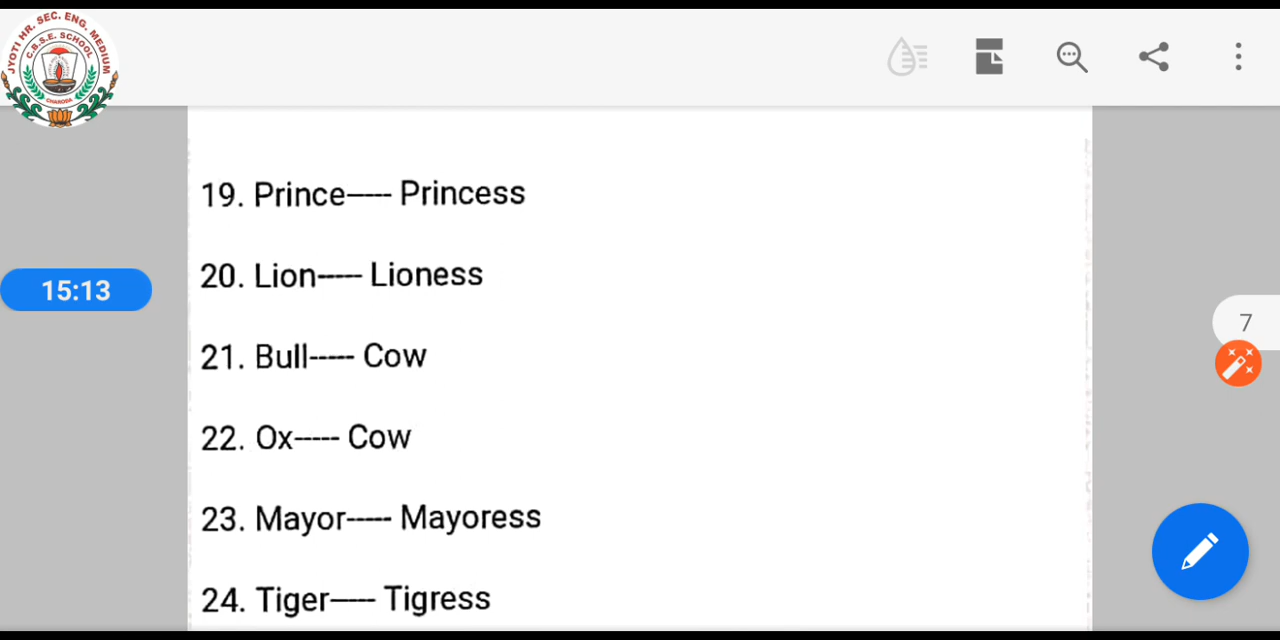 JYOTI HR. SEC. ENG. MEDIUM
C.B.S.E. SCHOOL
CHARODA
19. Prince----- Princess
20. Lion----- Lioness
15:13
7
21. Bull----- Cow
22. Ox----- Cow
23. Mayor----- Mayoress
24. Tiger----- Tigress